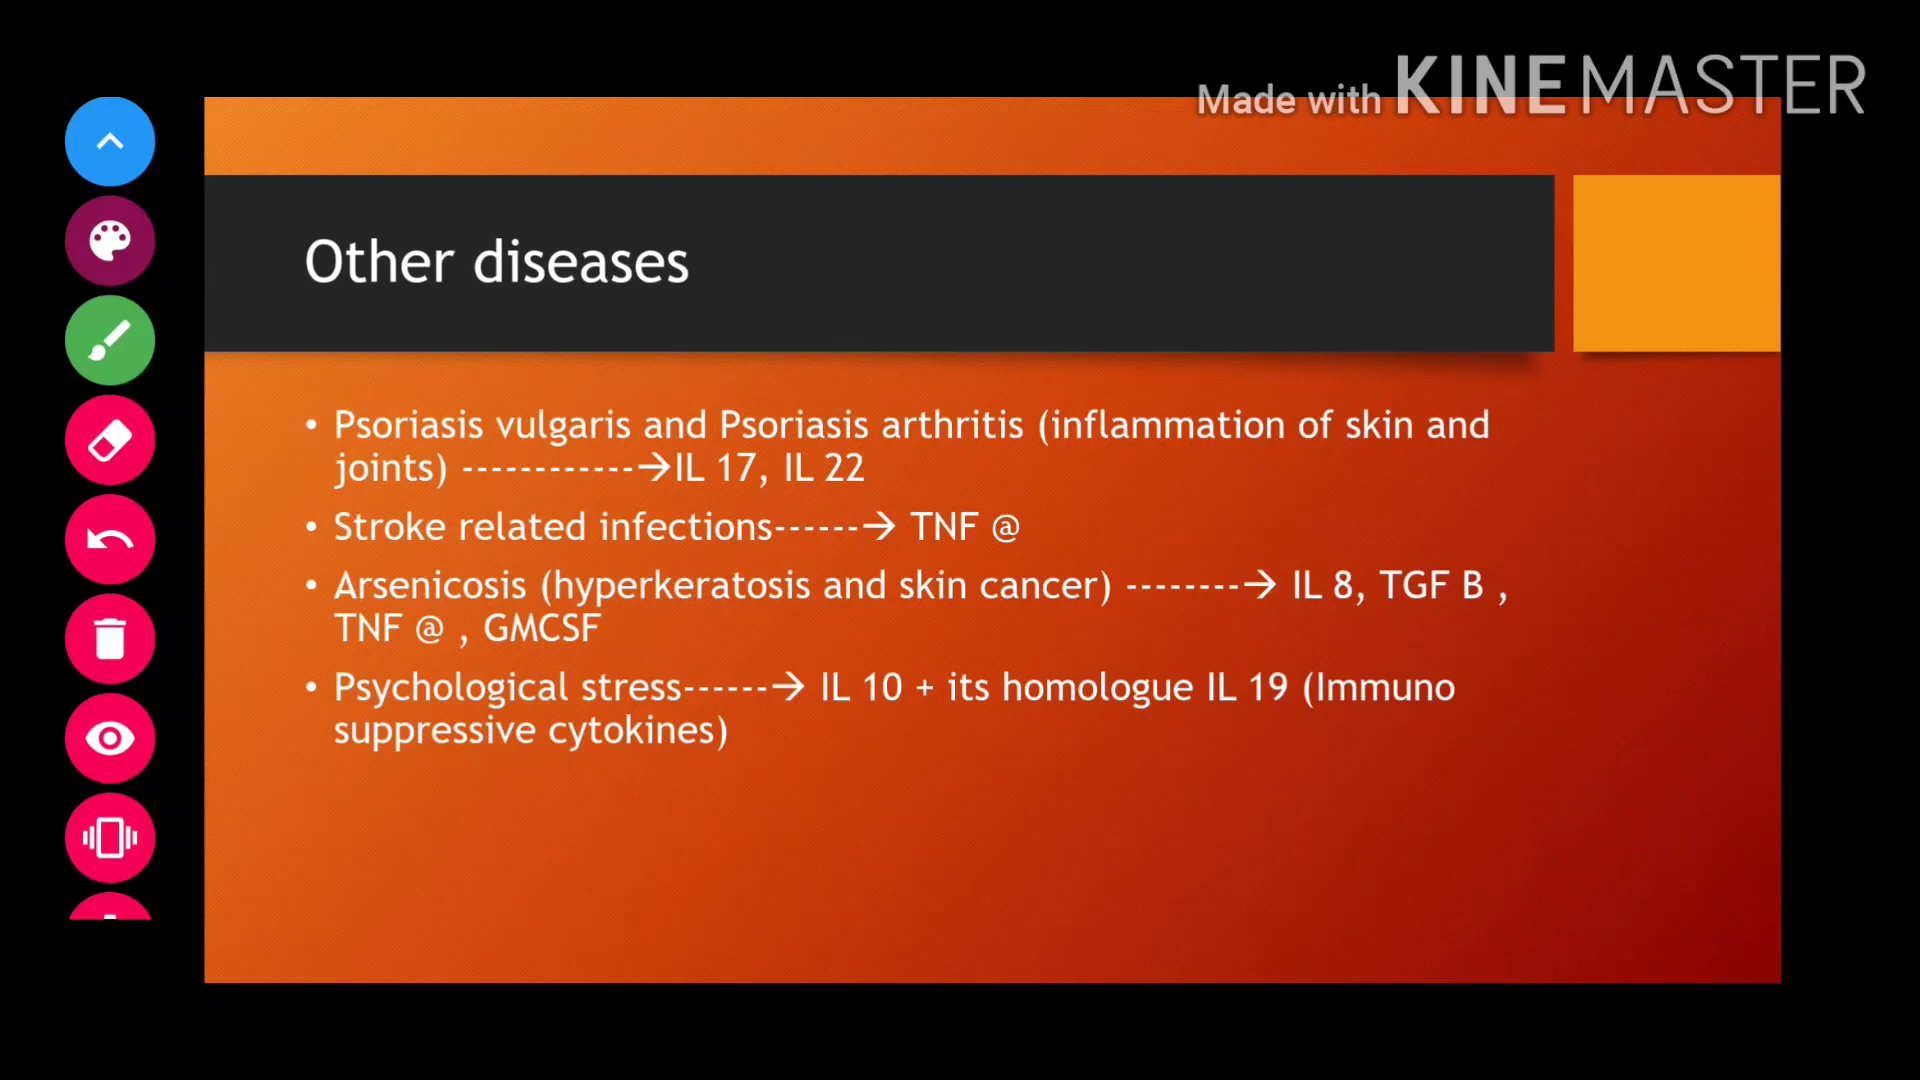 Made with KINEMASTER
Other diseases
• Psoriasis vulgaris and Psoriasis arthritis (inflammation of skin and
joints) ------------→IL 17, IL 22
• Stroke related infections------→ TNF @
• Arsenicosis (hyperkeratosis and skin cancer) --------→ IL 8, TGF B ,
TNF @ , GMCSF
• Psychological stress------→ IL 10 + its homologue IL 19 (Immuno
suppressive cytokines)